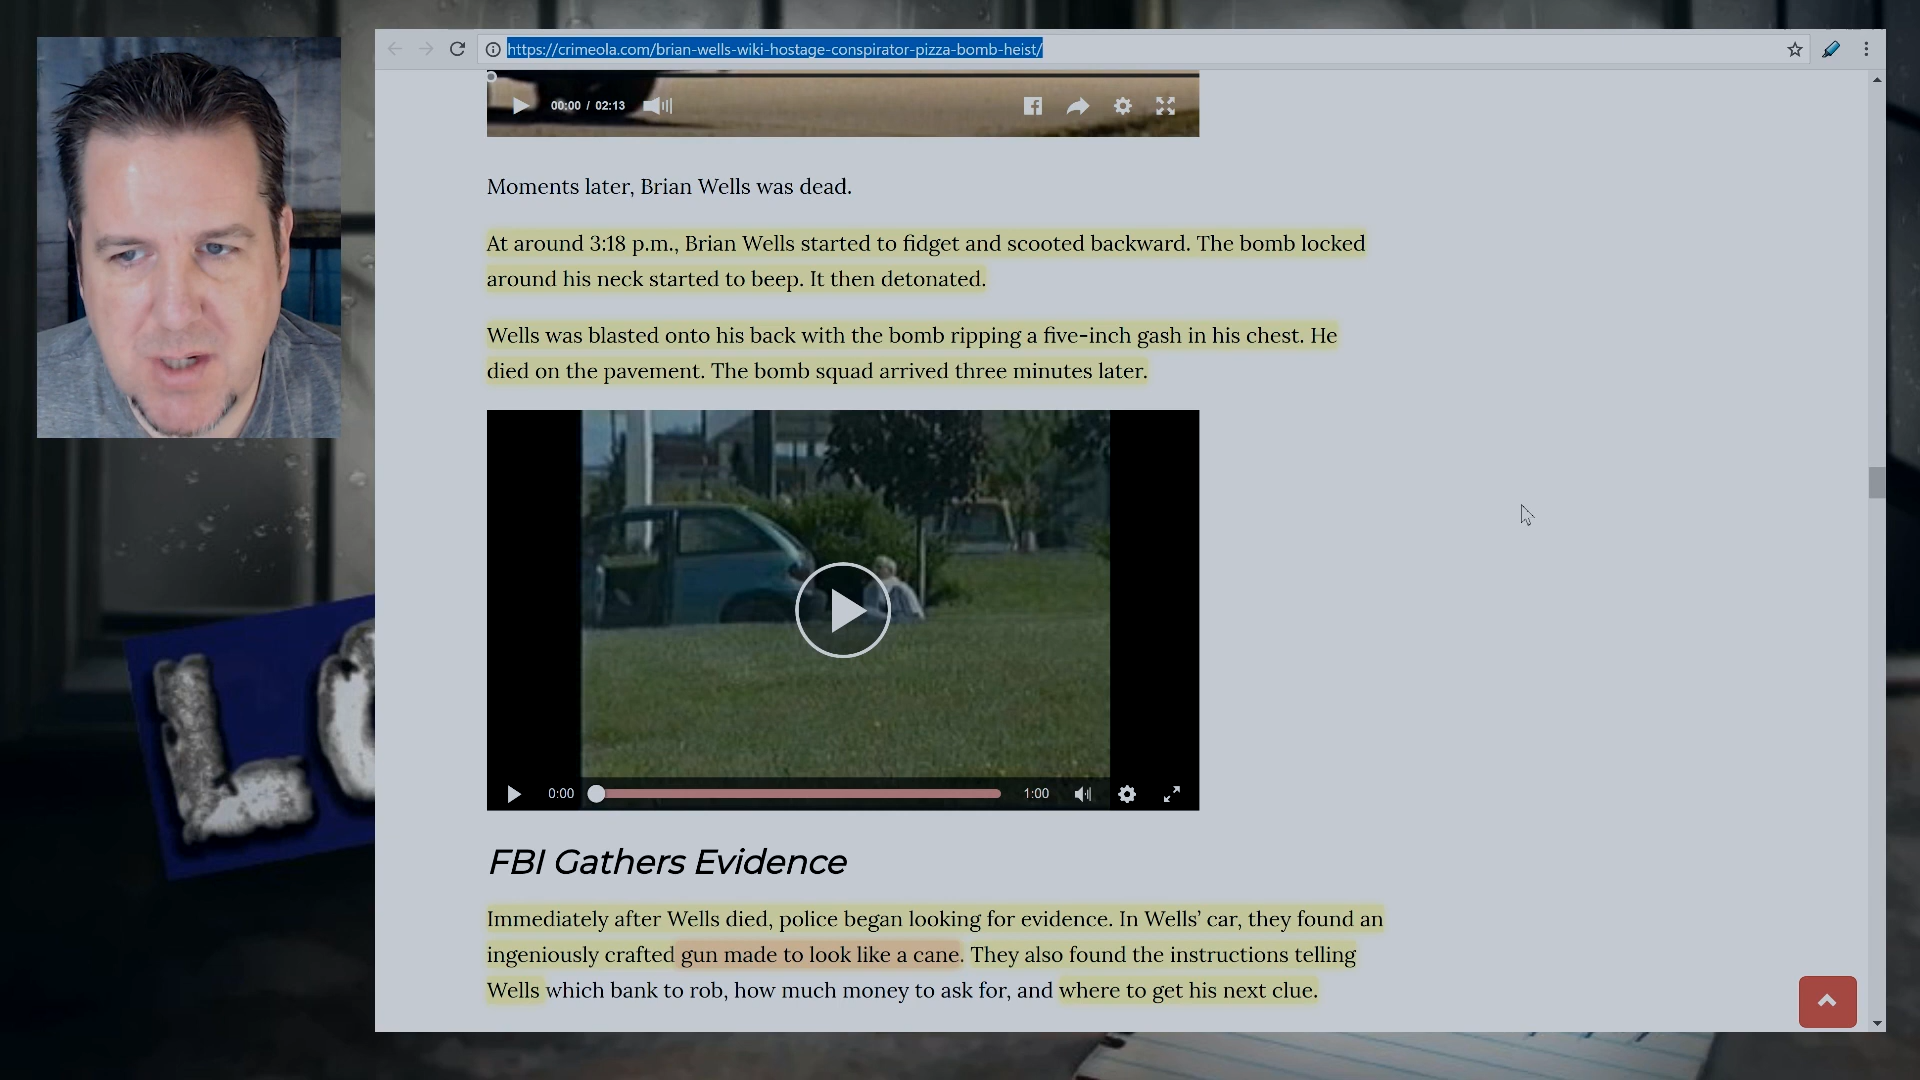 https://crimeola.com/brian-wells-wiki-hostage-conspirator-pizza-bomb-heist/
00:00 / 02:13
Moments later, Brian Wells was dead.
At around 3:18 p.m., Brian Wells started to fidget and scooted backward. The bomb locked
around his neck started to beep. It then detonated.
Wells was blasted onto his back with the bomb ripping a five-inch gash in his chest. He
died on the pavement. The bomb squad arrived three minutes later.
0:00 1:00
FBI Gathers Evidence
Immediately after Wells died, police began looking for evidence. In Wells’ car, they found an
ingeniously crafted gun made to look like a cane. They also found the instructions telling
Wells which bank to rob, how much money to ask for, and where to get his next clue.